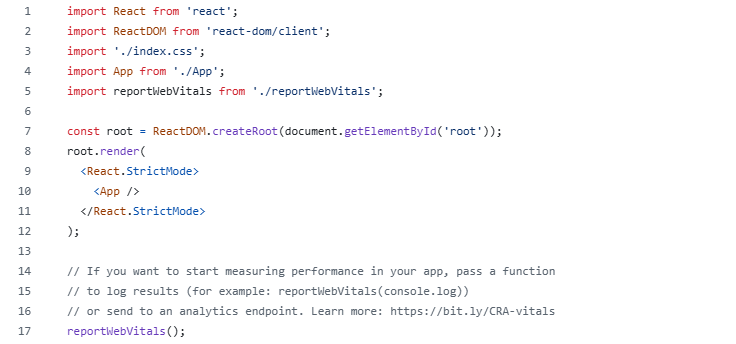 1 import React from 'react';
2 import ReactDOM from 'react-dom/client';
3 import './index.css';
4 import App from './App';
5 import reportWebVitals from './reportWebVitals';
6
7 const root = ReactDOM.createRoot(document.getElementById('root'));
8 root.render(
9   <React.StrictMode>
10     <App />
11   </React.StrictMode>
12 );
13
14 // If you want to start measuring performance in your app, pass a function
15 // to log results (for example: reportWebVitals(console.log))
16 // or send to an analytics endpoint. Learn more: https://bit.ly/CRA-vitals
17 reportWebVitals();